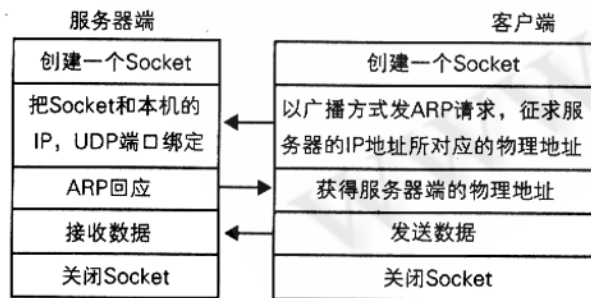 服务器端
创建一个Socket
把Socket和本机的
IP，UDP端口绑定
ARP回应
接收数据
关闭Socket
客户端
创建一个Socket
以广播方式发ARP请求，征求服
务器的IP地址所对应的物理地址
获得服务器端的物理地址
发送数据
关闭Socket